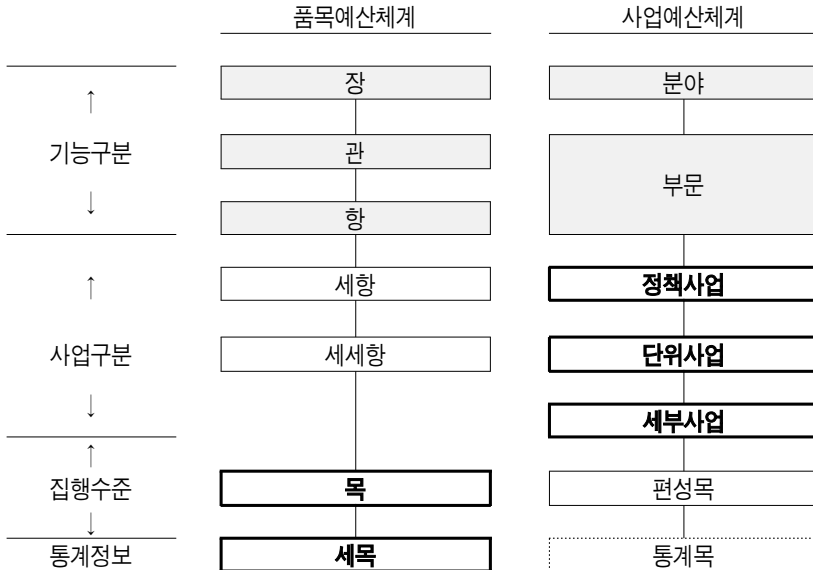 품목예산체계 사업예산체계
장 분야
↑
기능구분 관 부문
↓
항
↑ 세항 정책사업
사업구분 세세항 단위사업
↓ 세부사업
↑
집행수준 목 편성목
↓
통계정보 세목 통계목